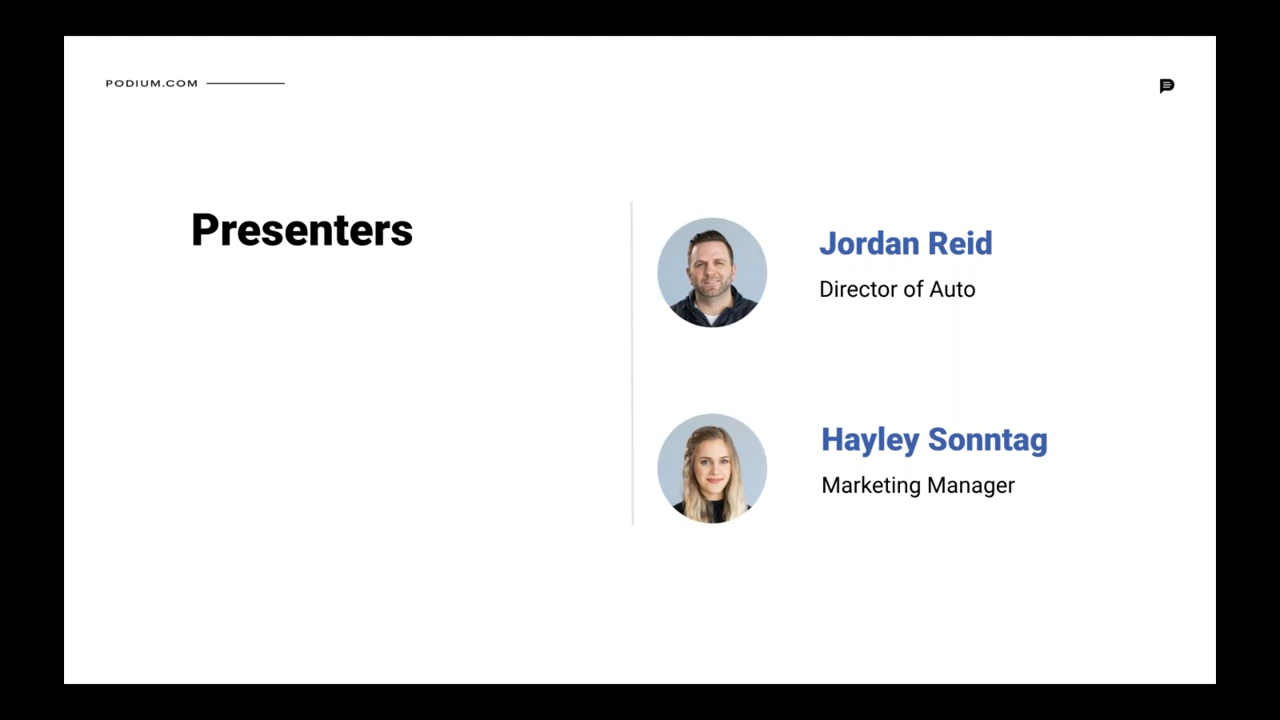 PODIUM.COM
Presenters
Jordan Reid
Director of Auto
Hayley Sonntag
Marketing Manager